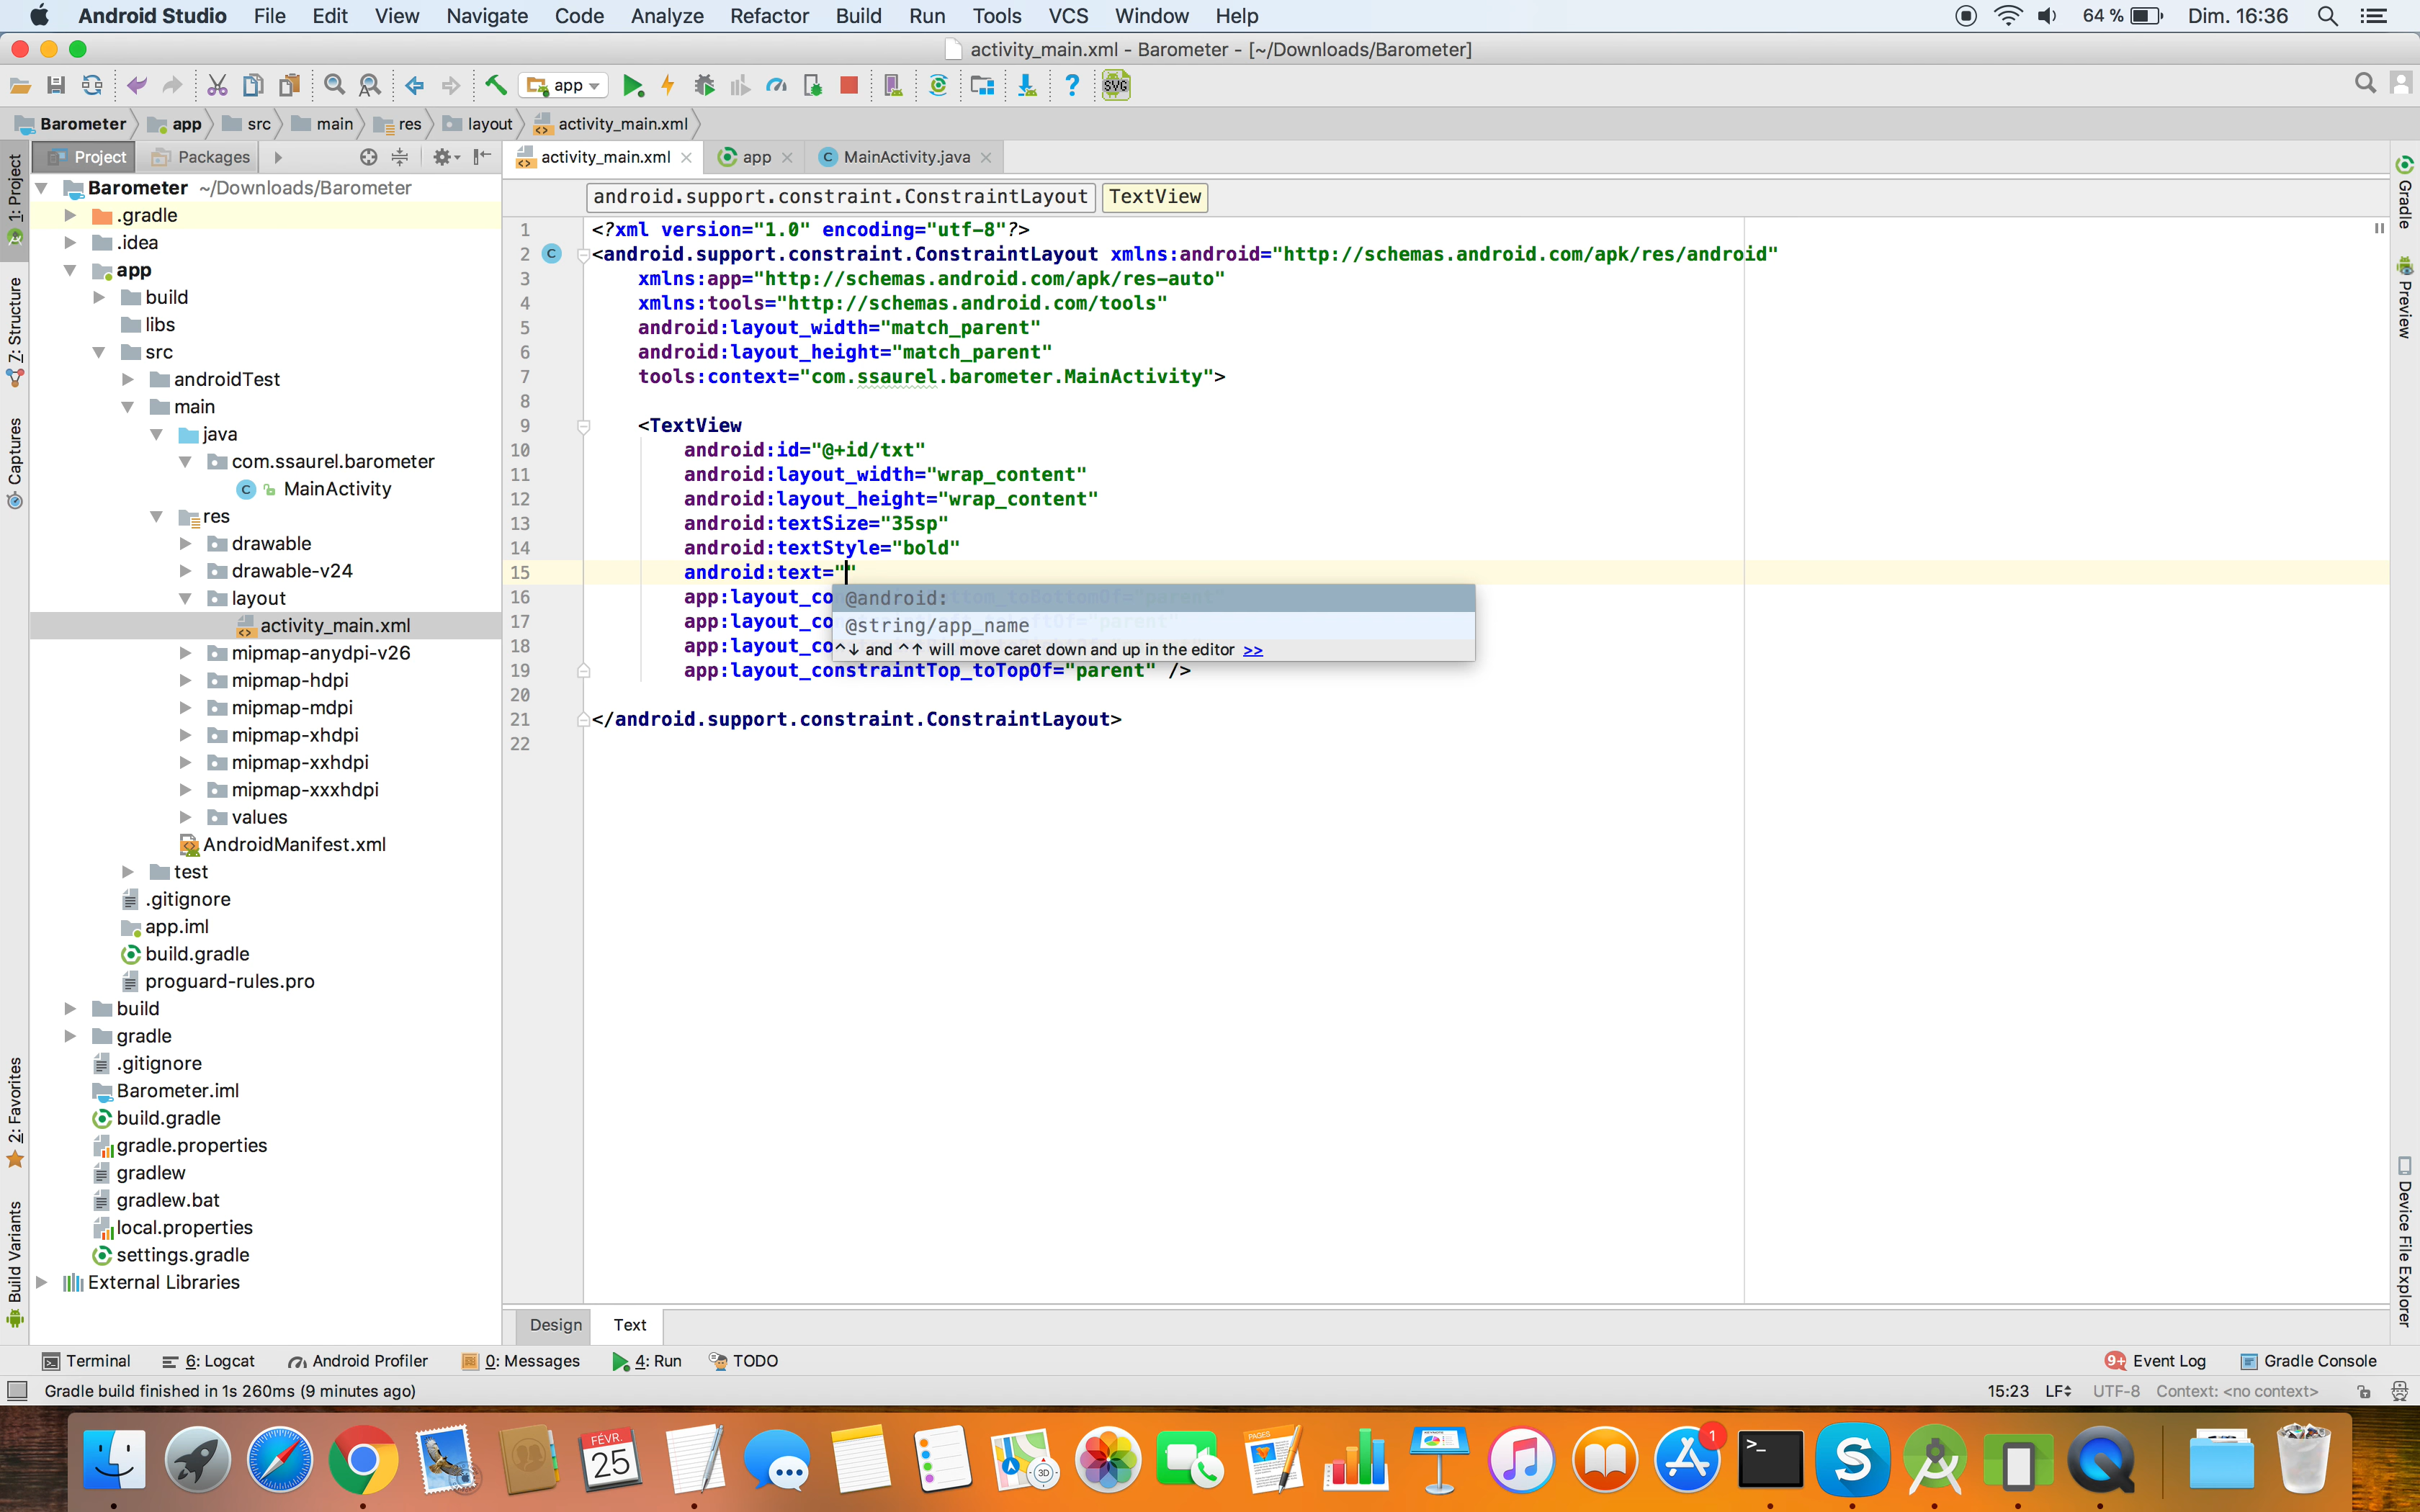 Android Studio File Edit View Navigate Code Analyze Refactor Build Run Tools VCS Window Help 64 % Dim. 16:36
activity_main.xml - Barometer - [~/Downloads/Barometer]
app SVG
Barometer app src main res layout activity_main.xml
Project Packages activity_main.xml app MainActivity.java
1: Project
7: Structure
Captures
2: Favorites
Build Variants
Barometer ~/Downloads/Barometer
.gradle
.idea
app
build
libs
src
androidTest
main
java
com.ssaurel.barometer
MainActivity
res
drawable
drawable-v24
layout
activity_main.xml
mipmap-anydpi-v26
mipmap-hdpi
mipmap-mdpi
mipmap-xhdpi
mipmap-xxhdpi
mipmap-xxxhdpi
values
AndroidManifest.xml
test
.gitignore
app.iml
build.gradle
proguard-rules.pro
build
gradle
.gitignore
Barometer.iml
build.gradle
gradle.properties
gradlew
gradlew.bat
local.properties
settings.gradle
External Libraries
android.support.constraint.ConstraintLayout TextView
1 <?xml version="1.0" encoding="utf-8"?>
2 <android.support.constraint.ConstraintLayout xmlns:android="http://schemas.android.com/apk/res/android"
3 xmlns:app="http://schemas.android.com/apk/res-auto"
4 xmlns:tools="http://schemas.android.com/tools"
5 android:layout_width="match_parent"
6 android:layout_height="match_parent"
7 tools:context="com.ssaurel.barometer.MainActivity">
8
9 <TextView
10 android:id="@+id/txt"
11 android:layout_width="wrap_content"
12 android:layout_height="wrap_content"
13 android:textSize="35sp"
14 android:textStyle="bold"
15 android:text=""
16 app:layout_co
17 app:layout_co
18 app:layout_co
19 app:layout_constraintTop_toTopOf="parent" />
20
21 </android.support.constraint.ConstraintLayout>
22
@android:
@string/app_name
^↓ and ^↑ will move caret down and up in the editor >>
Gradle
Preview
Device File Explorer
Design Text
Terminal 6: Logcat Android Profiler 0: Messages 4: Run TODO 9+ Event Log Gradle Console
Gradle build finished in 1s 260ms (9 minutes ago) 15:23 LF UTF-8 Context: <no context>
FÉVR.
25
3D
PAGES
1
>_